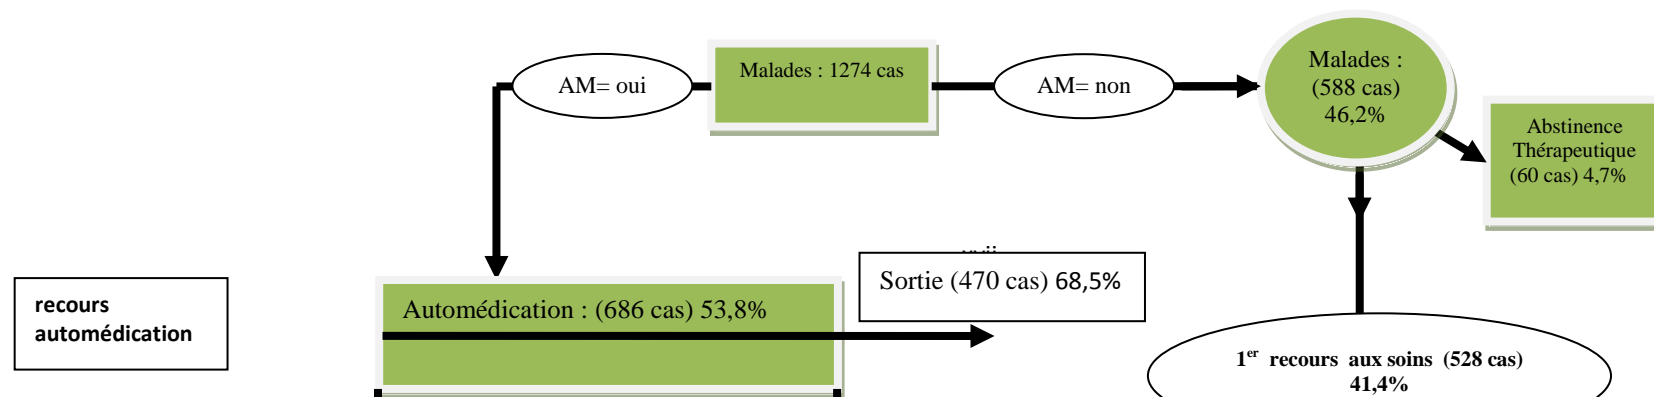 AM= oui
Malades : 1274 cas
AM= non
Malades :
(588 cas)
46,2%
Abstinence
Thérapeutique
(60 cas) 4,7%
Sortie (470 cas) 68,5%
recours
automédication
Automédication : (686 cas) 53,8%
1er recours aux soins (528 cas)
41,4%